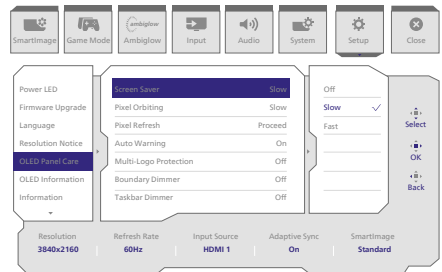 SmartImage Game Mode Ambiglow Input Audio System Setup Close
ambiglow
Power LED
Firmware Upgrade
Language
Resolution Notice
OLED Panel Care
OLED Information
Information
Screen Saver Slow
Pixel Orbiting Slow
Pixel Refresh Proceed
Auto Warning On
Multi-Logo Protection Off
Boundary Dimmer Off
Taskbar Dimmer Off
Off
Slow
Fast
Select
OK
Back
Resolution Refresh Rate Input Source Adaptive Sync SmartImage
3840x2160 60Hz HDMI 1 On Standard